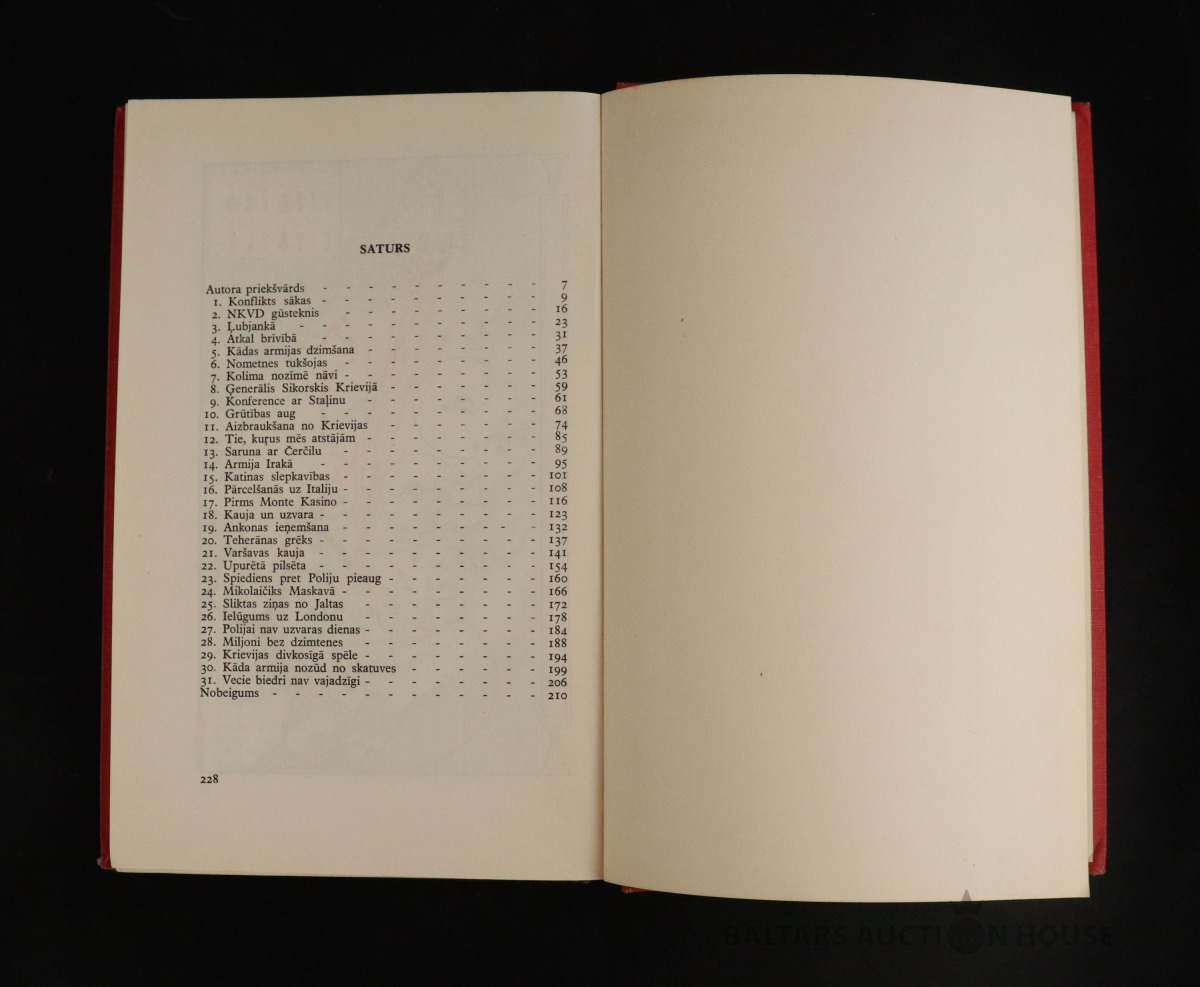 SATURS
Autora priekšvārds - - - - - - - - - - 7
1. Konflikts sākas - - - - - - - - - - 9
2. NKVD gūsteknis - - - - - - - - - 16
3. Ļubjankā - - - - - - - - - - - 23
4. Atkal brīvībā - - - - - - - - - - 31
5. Kādas armijas dzimšana - - - - - - - - 37
6. Nometnes tukšojas - - - - - - - - - 46
7. Kolima nozīmē nāvi - - - - - - - - - 53
8. Ģenerālis Sikorskis Krievijā - - - - - - - 59
9. Konference ar Staļinu - - - - - - - - 61
10. Grūtības aug - - - - - - - - - - 68
11. Aizbraukšana no Krievijas - - - - - - - 74
12. Tie, kuŗus mēs atstājām - - - - - - - - 85
13. Saruna ar Čerčilu - - - - - - - - - 89
14. Armija Irakā - - - - - - - - - - 95
15. Katinas slepkavības - - - - - - - - - 101
16. Pārcelšanās uz Italiju - - - - - - - - - 108
17. Pirms Monte Kasino - - - - - - - - - 116
18. Kauja un uzvara - - - - - - - - - - 123
19. Ankonas ieņemšana - - - - - - - - - 132
20. Teherānas grēks - - - - - - - - - - 137
21. Varšavas kauja - - - - - - - - - - 141
22. Upurētā pilsēta - - - - - - - - - - 154
23. Spiediens pret Poliju pieaug - - - - - - - 160
24. Mikolaičiks Maskavā - - - - - - - - - 166
25. Sliktas ziņas no Jaltas - - - - - - - - 172
26. Ielūgums uz Londonu - - - - - - - - 178
27. Polijai nav uzvaras dienas - - - - - - - - 184
28. Miljoni bez dzimtenes - - - - - - - - 188
29. Krievijas divkosīgā spēle - - - - - - - - 194
30. Kāda armija nozūd no skatuves - - - - - - 199
31. Vecie biedri nav vajadzīgi - - - - - - - - 206
Nobeigums - - - - - - - - - - - - 210
228
BALTARS AUCTION HOUSE